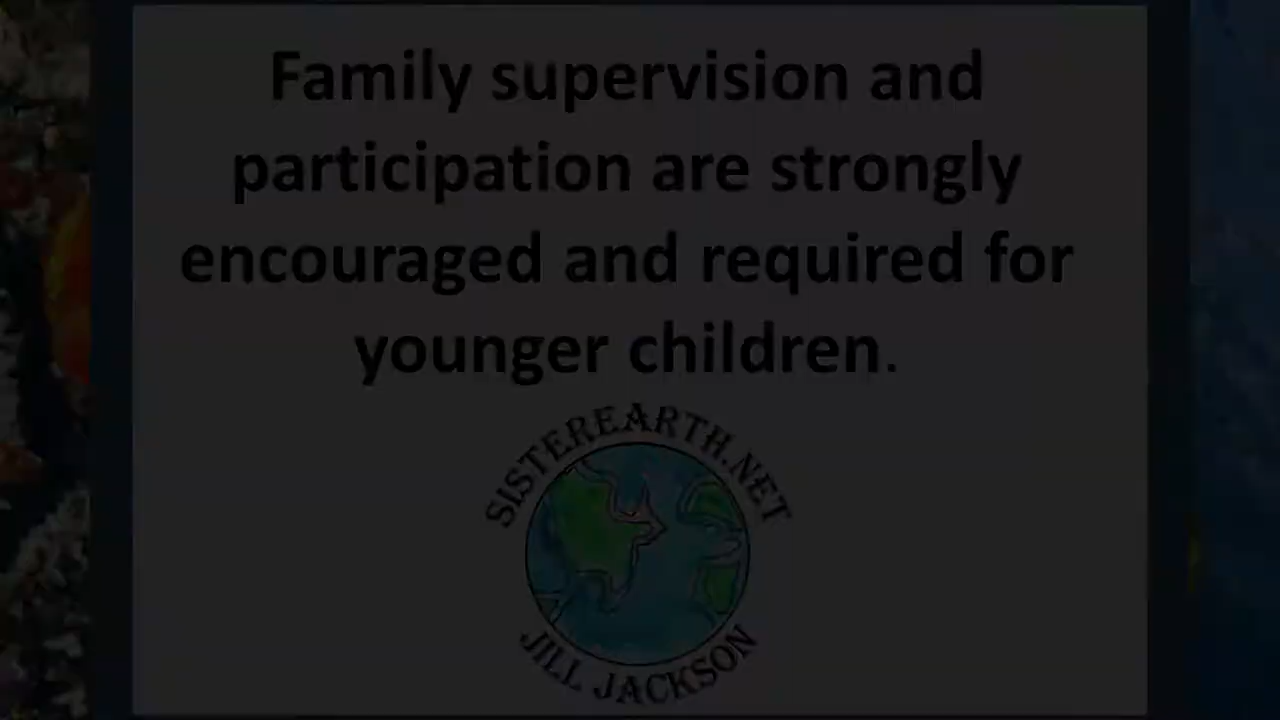 Family supervision and
participation are strongly
encouraged and required for
younger children.
SISTEREARTH.NET
JILL JACKSON